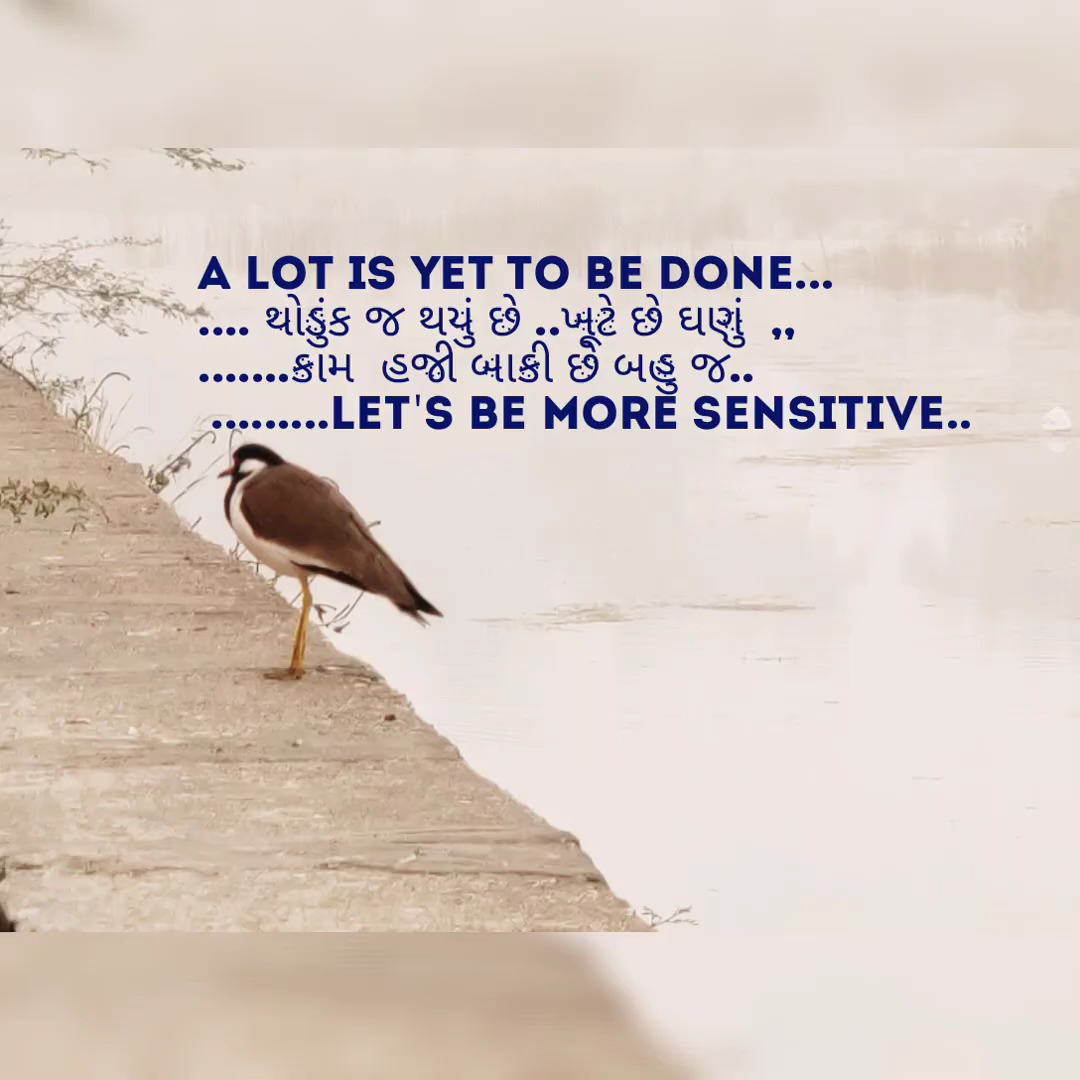 A LOT IS YET TO BE DONE...
.... થોડુંક જ થયું છે ..ખૂટે છે ઘણું  ,,
.......કામ  હજી બાકી છે બહુ જ..
.........LET'S BE MORE SENSITIVE..